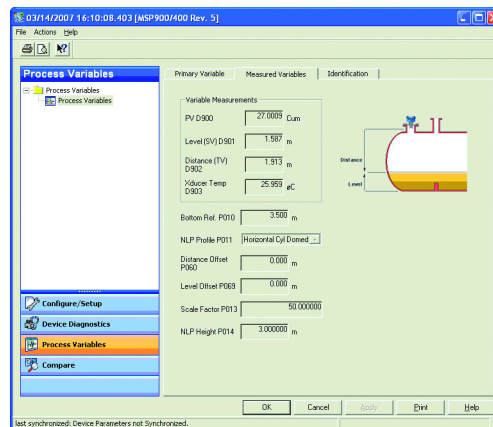 03/14/2007 16:10:08.403 [MSP900/400 Rev. 5]
File Actions Help
Process Variables
Process Variables
Process Variables
Configure/Setup
Device Diagnostics
Process Variables
Compare
Primary Variable Measured Variables Identification
Variable Measurements
PV D900 27.0009 Cum
Level (SV) D901 1.587 m
Distance (TV) D902 1.913 m
Xducer Temp D903 25.959 øC
Bottom Ref. P010 3.500 m
NLP Profile P011 Horizontal Cyl Domed
Distance Offset P060 0.000 m
Level Offset P069 0.000 m
Scale Factor P013 50.000000
NLP Height P014 3.000000 m
Distance
Level
OK Cancel Apply Print Help
last synchronized: Device Parameters not Synchronized.